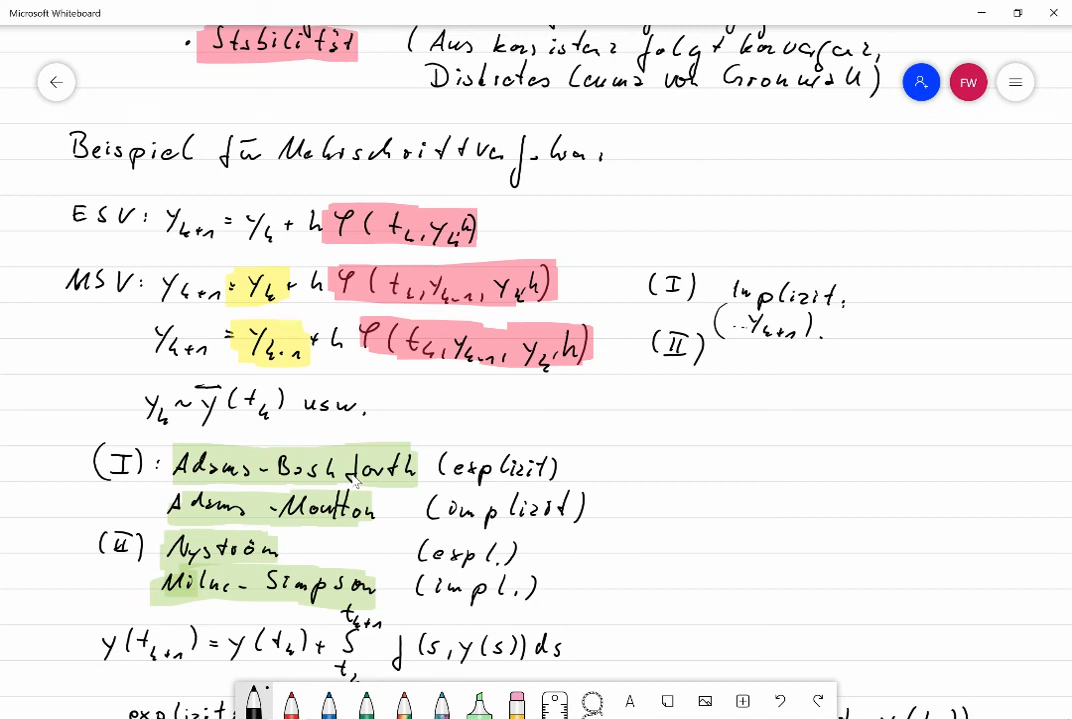 Microsoft Whiteboard
• Stabilität (Aus Konsistenz folgt Konvergenz,
Diskretes Lemma von Gronwall)
FW
Beispiel für Mehrschrittverfahren:
ESV: y_{k+1} = y_k + h φ(t_k, y_k, h)
MSV: y_{k+1} = y_k + h φ(t_k, y_{k-1}, y_k, h) (I) Implizit:
y_{k+1} = y_{k-1} + h φ(t_k, y_{k-1}, y_k, h) (II) (... y_{k+1}).
y_k ~ y(t_k) usw.
(I): Adams-Bashforth (explizit)
Adams-Moulton (implizit)
(II) Nyström (expl.)
Milne-Simpson (impl.)
y(t_{k+1}) = y(t_k) + ∫_{t_k}^{t_{k+1}} f(s, y(s)) ds
explizit